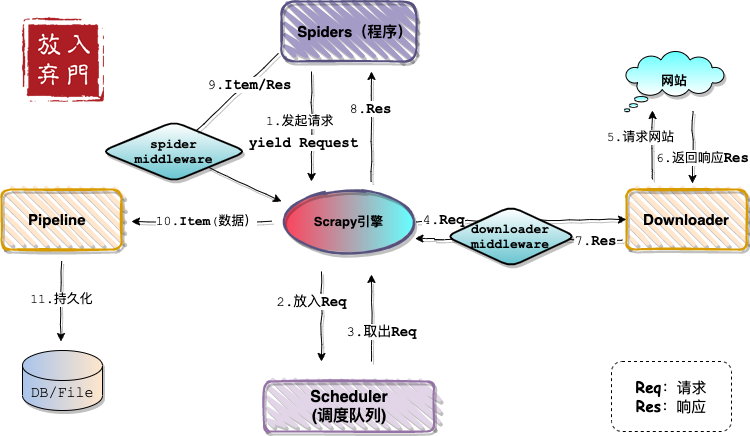 放入
弃門
Spiders（程序）
9.Item/Res
1.发起请求
yield Request
8.Res
spider
middleware
网站
5.请求网站
6.返回响应Res
Pipeline
10.Item(数据)
Scrapy引擎
4.Req
downloader
middleware
7.Res
Downloader
11.持久化
2.放入Req
3.取出Req
DB/File
Scheduler
(调度队列)
Req：请求
Res：响应